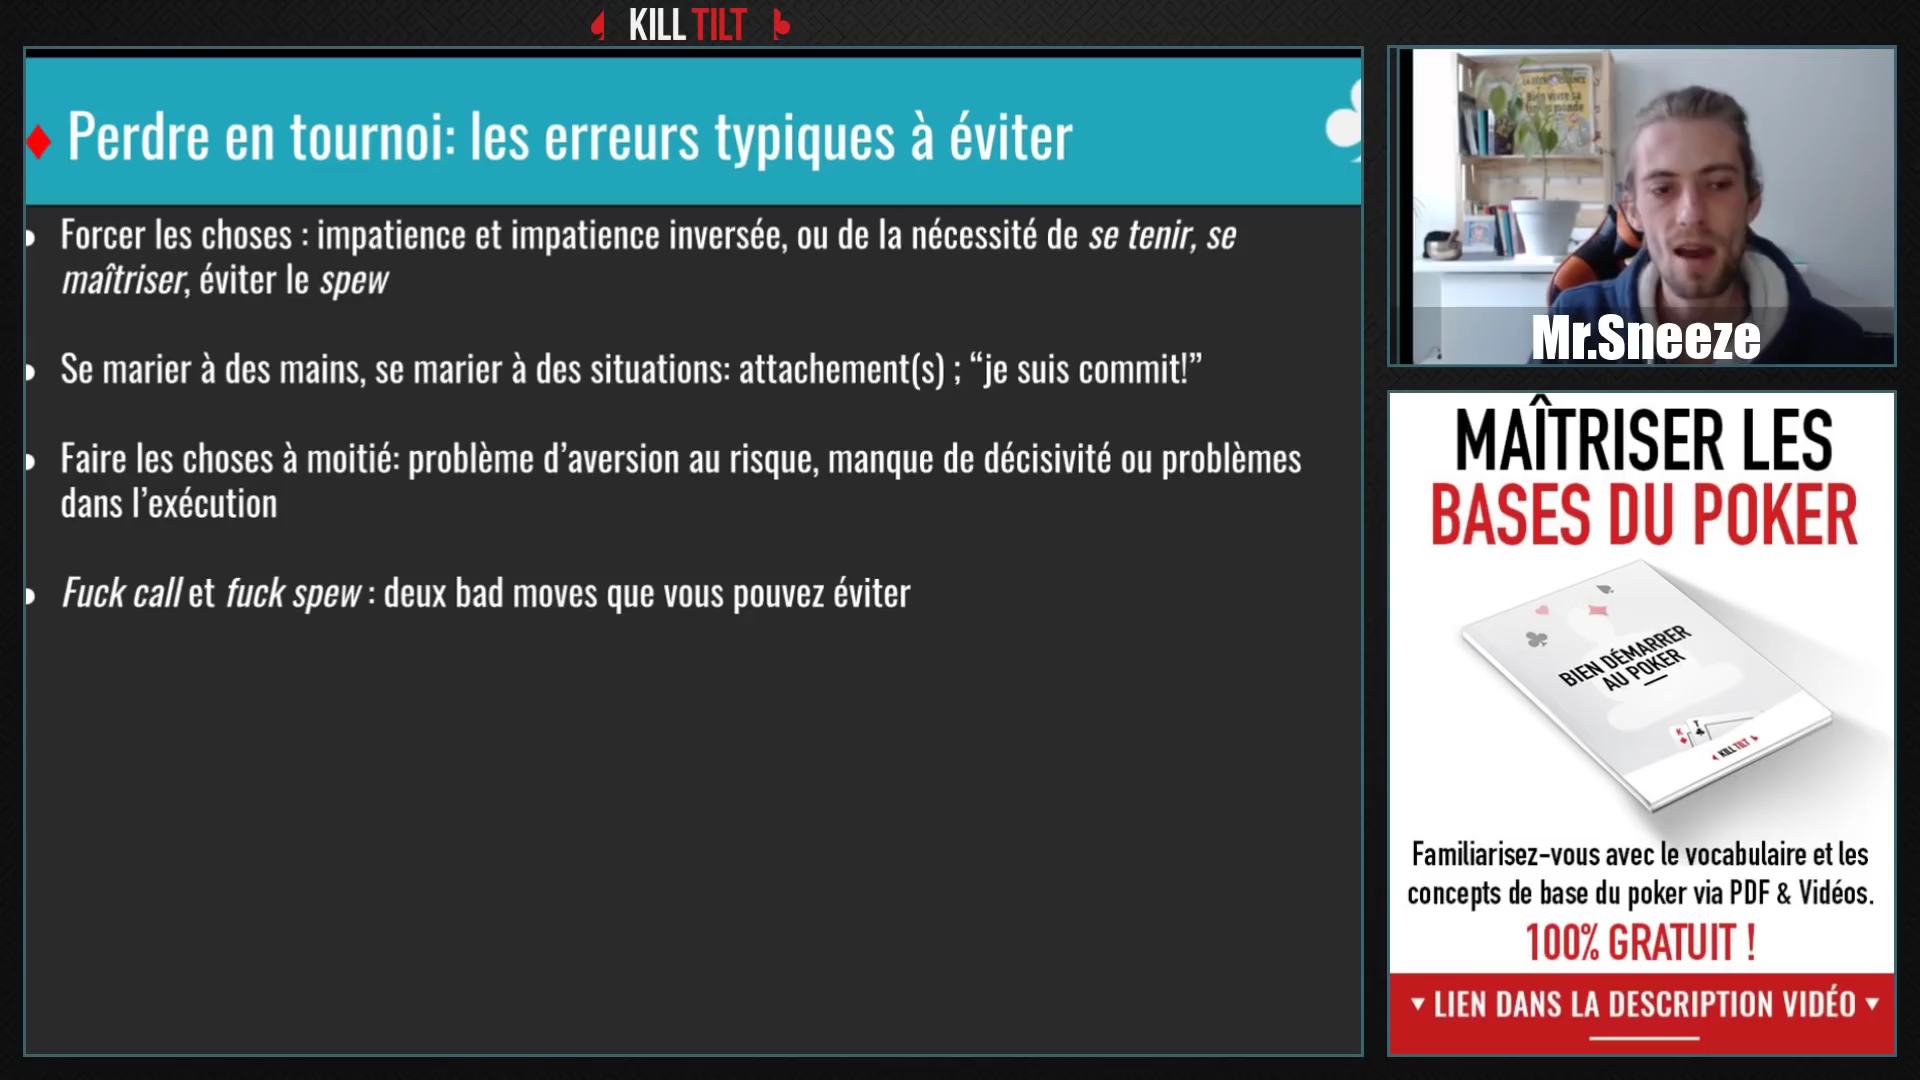 KILL TILT
Perdre en tournoi: les erreurs typiques à éviter
Forcer les choses : impatience et impatience inversée, ou de la nécessité de se tenir, se
maîtriser, éviter le spew
Se marier à des mains, se marier à des situations: attachement(s) ; “je suis commit!”
Faire les choses à moitié: problème d’aversion au risque, manque de décisivité ou problèmes
dans l’exécution
Fuck call et fuck spew : deux bad moves que vous pouvez éviter
Bien vivre sa
Mr.Sneeze
MAÎTRISER LES
BASES DU POKER
BIEN DÉMARRER
AU POKER
K
T
KILL TILT
Familiarisez-vous avec le vocabulaire et les
concepts de base du poker via PDF & Vidéos.
100% GRATUIT !
LIEN DANS LA DESCRIPTION VIDÉO